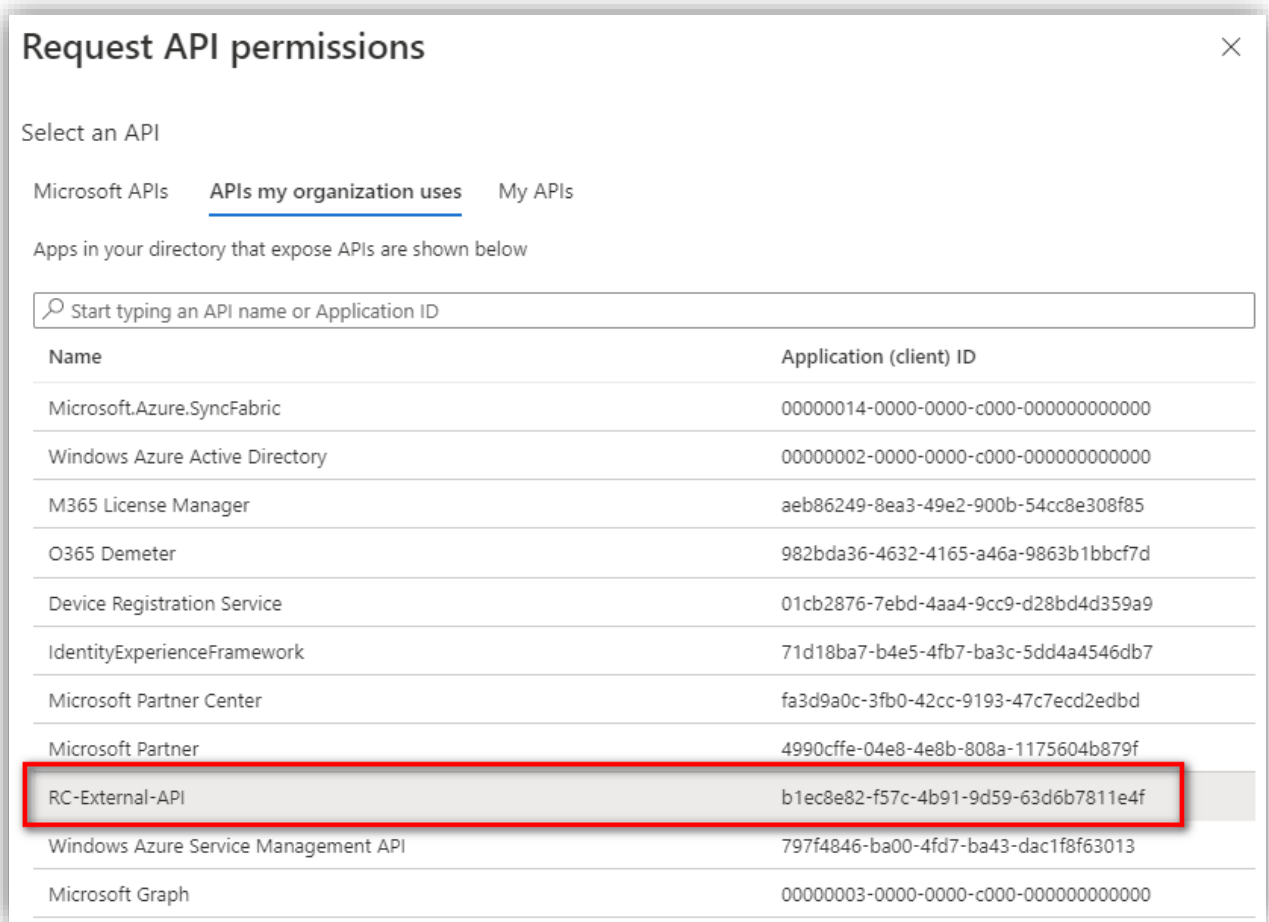 Request API permissions
Select an API
Microsoft APIs APIs my organization uses My APIs
Apps in your directory that expose APIs are shown below
Start typing an API name or Application ID
Name Application (client) ID
Microsoft.Azure.SyncFabric 00000014-0000-0000-c000-000000000000
Windows Azure Active Directory 00000002-0000-0000-c000-000000000000
M365 License Manager aeb86249-8ea3-49e2-900b-54cc8e308f85
O365 Demeter 982bda36-4632-4165-a46a-9863b1bbcf7d
Device Registration Service 01cb2876-7ebd-4aa4-9cc9-d28bd4d359a9
IdentityExperienceFramework 71d18ba7-b4e5-4fb7-ba3c-5dd4a4546db7
Microsoft Partner Center fa3d9a0c-3fb0-42cc-9193-47c7ecd2edbd
Microsoft Partner 4990cffe-04e8-4e8b-808a-1175604b879f
RC-External-API b1ec8e82-f57c-4b91-9d59-63d6b7811e4f
Windows Azure Service Management API 797f4846-ba00-4fd7-ba43-dac1f8f63013
Microsoft Graph 00000003-0000-0000-c000-000000000000